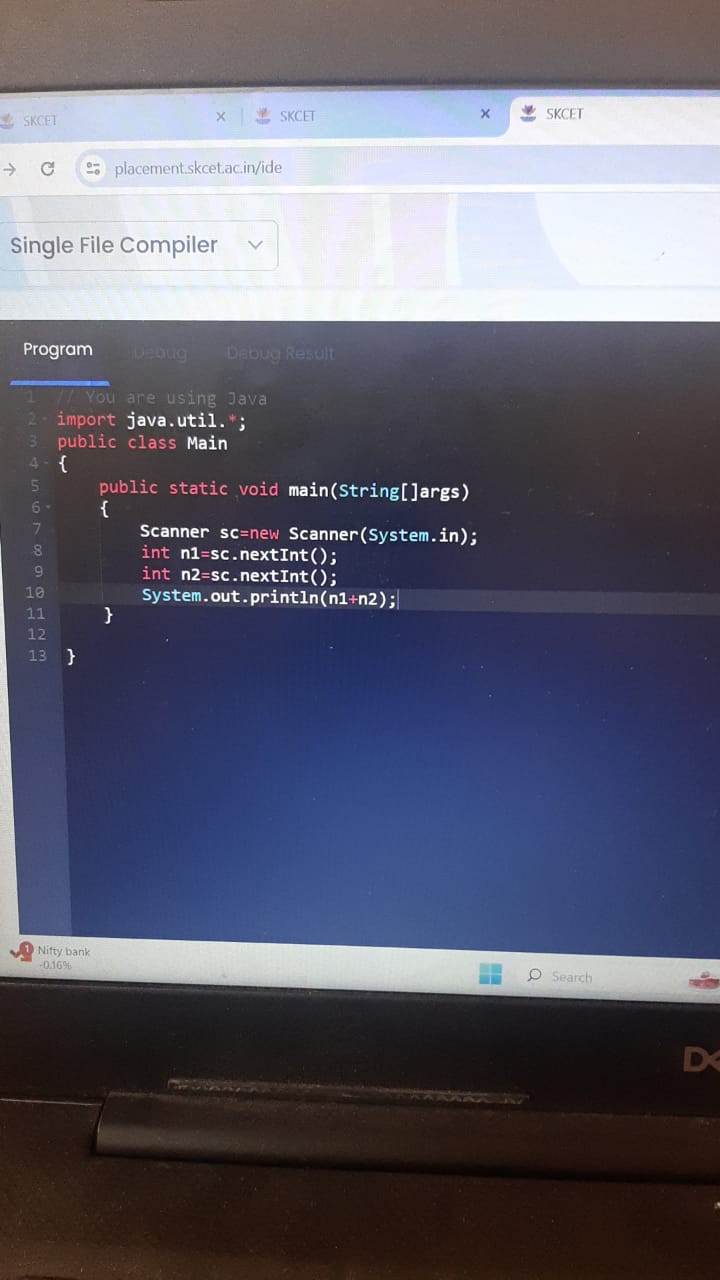 SKCET
SKCET
SKCET
placement.skcet.ac.in/ide
Single File Compiler
Program Debug Debug Result
1 // You are using Java
2 import java.util.*;
3 public class Main
4 {
5 public static void main(String[]args)
6 {
7 Scanner sc=new Scanner(System.in);
8 int n1=sc.nextInt();
9 int n2=sc.nextInt();
10 System.out.println(n1+n2);
11 }
12
13 }
1 Nifty bank
-0.16%
Search